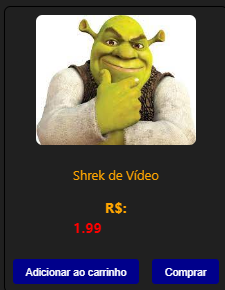 Shrek de Vídeo
R$:
1.99
Adicionar ao carrinho
Comprar